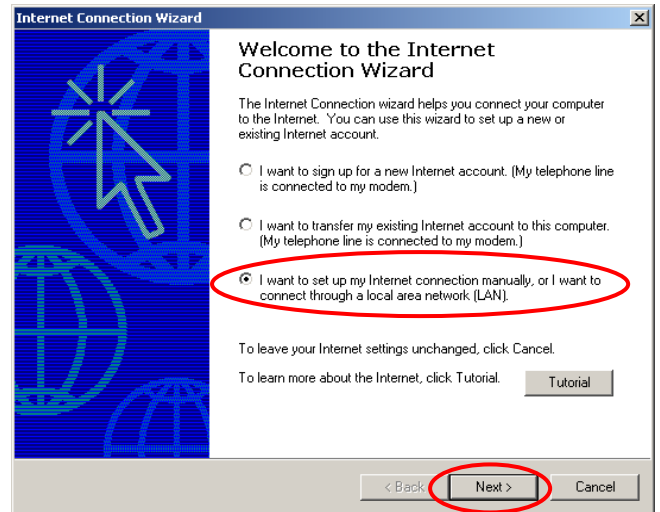 Internet Connection Wizard
Welcome to the Internet
Connection Wizard
The Internet Connection wizard helps you connect your computer
to the Internet. You can use this wizard to set up a new or
existing Internet account.
I want to sign up for a new Internet account. (My telephone line
is connected to my modem.)
I want to transfer my existing Internet account to this computer.
(My telephone line is connected to my modem.)
I want to set up my Internet connection manually, or I want to
connect through a local area network (LAN).
To leave your Internet settings unchanged, click Cancel.
To learn more about the Internet, click Tutorial.
Tutorial
< Back
Next >
Cancel